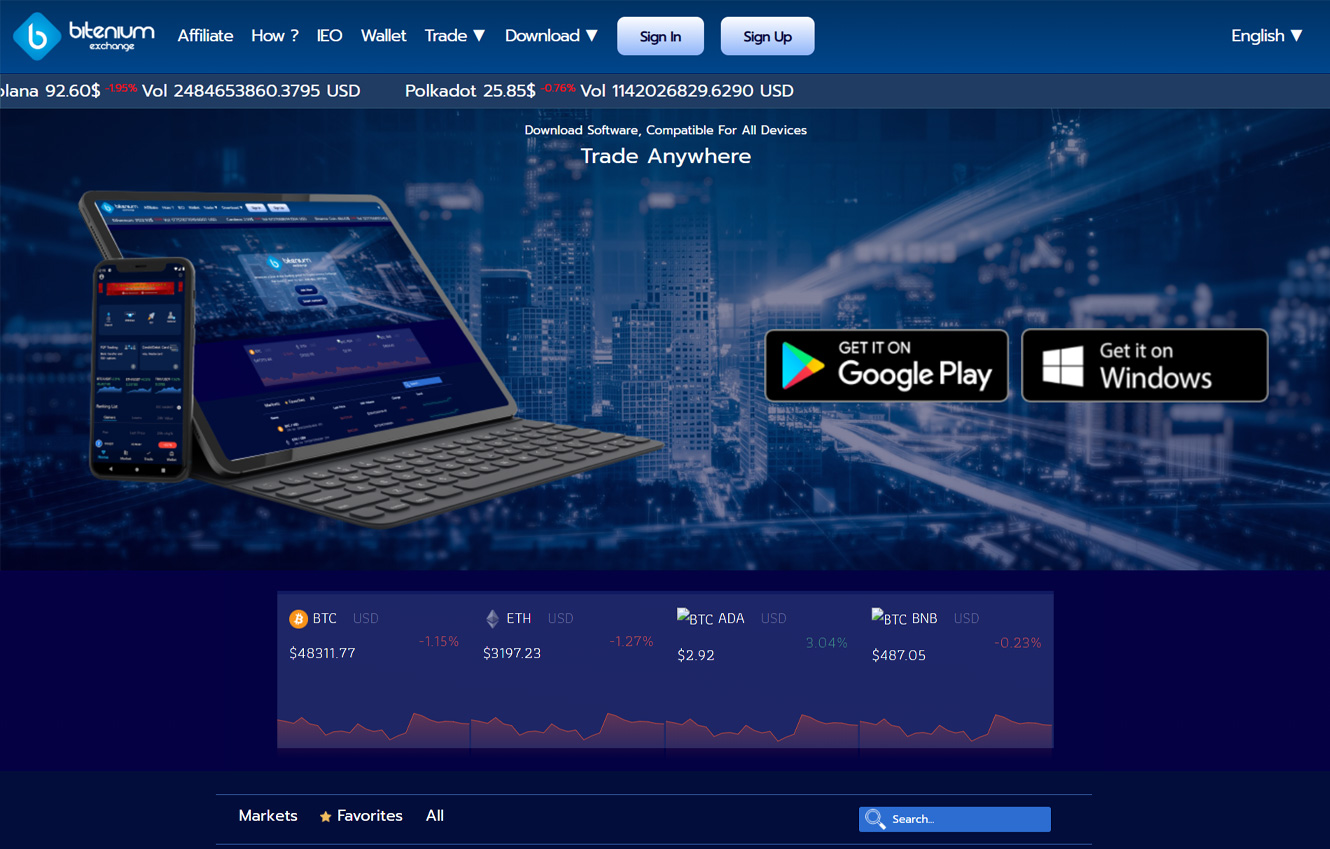 bitenium
exchange
Affiliate How ? IEO Wallet Trade ▼ Download ▼ Sign In Sign Up English ▼
olana 92.60$ -1.95% Vol 2484653860.3795 USD Polkadot 25.85$ -0.76% Vol 1142026829.6290 USD
Download Software, Compatible For All Devices
Trade Anywhere
bitenium
GET IT ON
Google Play
Get it on
Windows
BTC USD
$48311.77
-1.15%
ETH USD
$3197.23
-1.27%
BTC ADA USD
$2.92
3.04%
BTC BNB USD
$487.05
-0.23%
Markets Favorites All
Search...